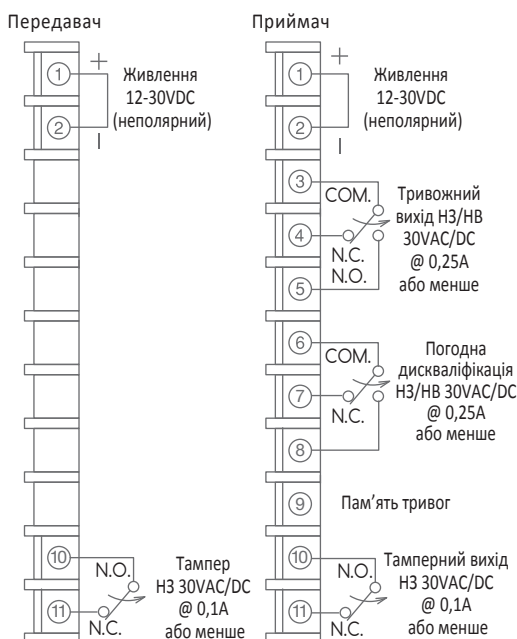 Передавач
+
1
Живлення
12-30VDC
2
(неполярний)
10
N.O.
Тампер
НЗ 30VAC/DC
11
@ 0,1A
N.C.
або менше
Приймач
+
1
Живлення
12-30VDC
2
(неполярний)
3
COM.
Тривожний
вихід НЗ/НВ
4
30VAC/DC
N.C.
@ 0,25A
N.O.
5
або менше
6
COM.
Погодна
дискваліфікація
7
НЗ/НВ 30VAC/DC
N.C.
@ 0,25A
8
або менше
9
Пам'ять тривог
10
N.O.
Тамперний вихід
НЗ 30VAC/DC
11
@ 0,1A
N.C.
або менше